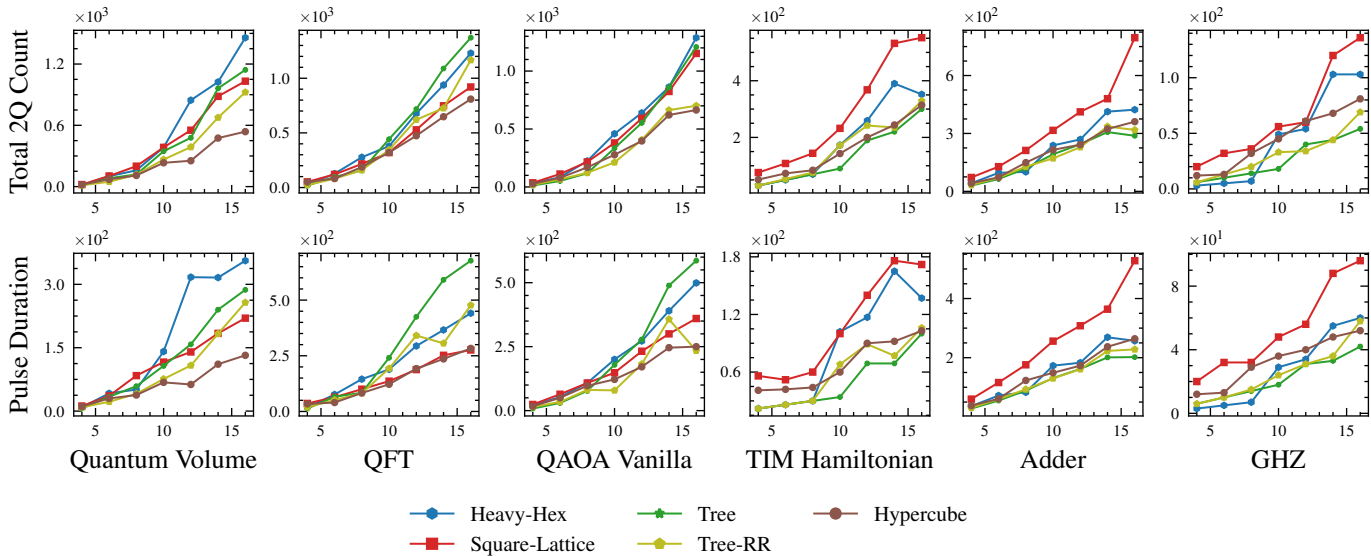 ×10³ ×10³ ×10³ ×10² ×10² ×10²
Total 2Q Count
1.2 1.0 1.0 4 6 1.0
0.6 0.5 0.5 2 3 0.5
0.0 0.0 0.0 0 0.0
5 10 15 5 10 15 5 10 15 5 10 15 5 10 15 5 10 15
×10² ×10² ×10² ×10² ×10² ×10¹
Pulse Duration
3.0 5.0 5.0 1.8 4 8
1.5 2.5 2.5 1.2 2 4
0.0 0.0 0.0 0.6 0
5 10 15 5 10 15 5 10 15 5 10 15 5 10 15 5 10 15
Quantum Volume QFT QAOA Vanilla TIM Hamiltonian Adder GHZ
Heavy-Hex Tree Hypercube
Square-Lattice Tree-RR